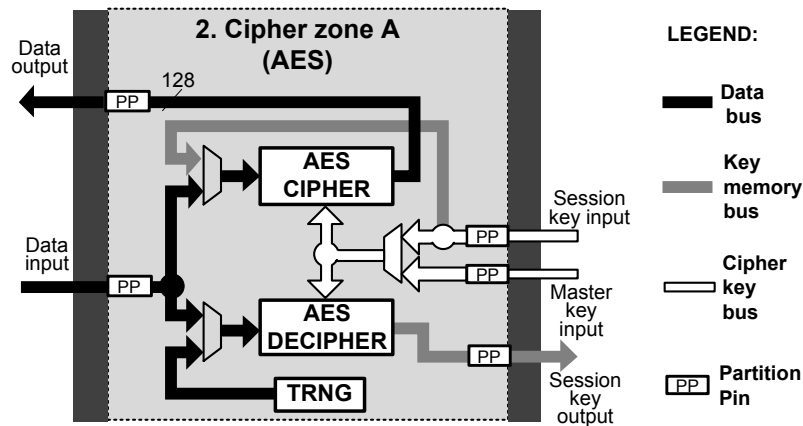 2. Cipher zone A
(AES)
Data
output
PP
128
AES
CIPHER
Session
key input
PP
Data
input
PP
PP
Master
key
input
AES
DECIPHER
PP
Session
key
output
TRNG
LEGEND:
Data
bus
Key
memory
bus
Cipher
key
bus
PP
Partition
Pin